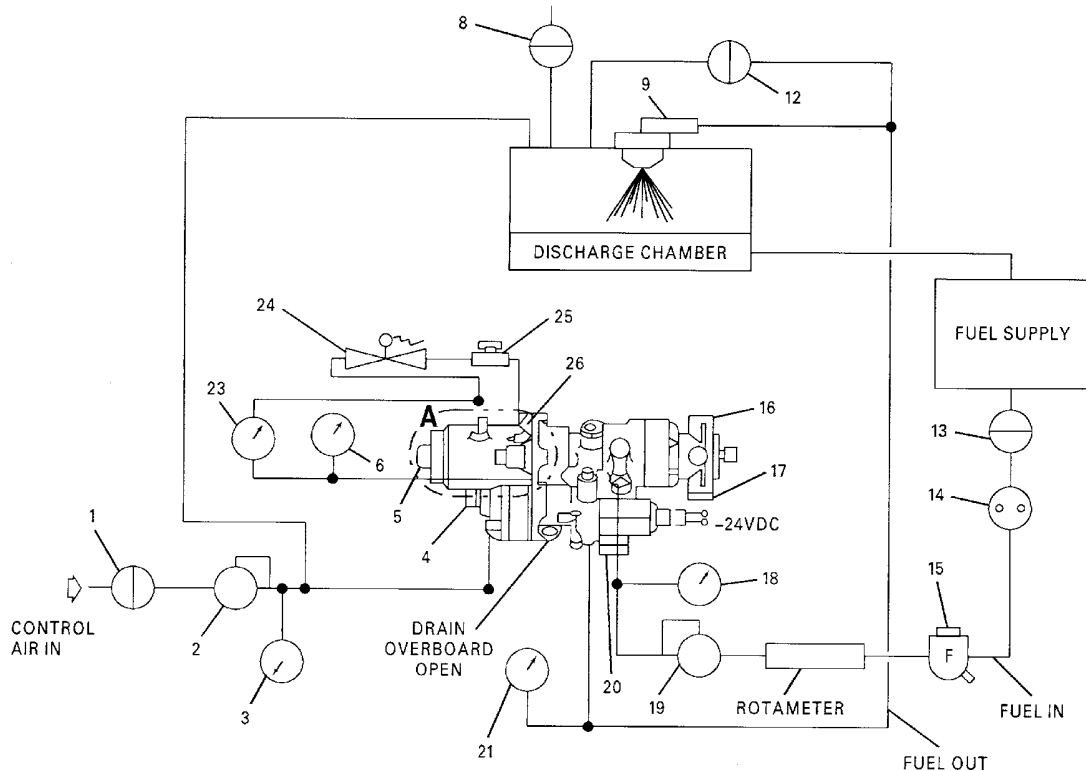 8
12
9
DISCHARGE CHAMBER
24
25
FUEL SUPPLY
26
A
16
23
13
6
17
14
5
4
-24VDC
1
15
18
CONTROL
AIR IN
2
DRAIN
OVERBOARD
OPEN
F
20
19
ROTAMETER
3
21
FUEL IN
FUEL OUT